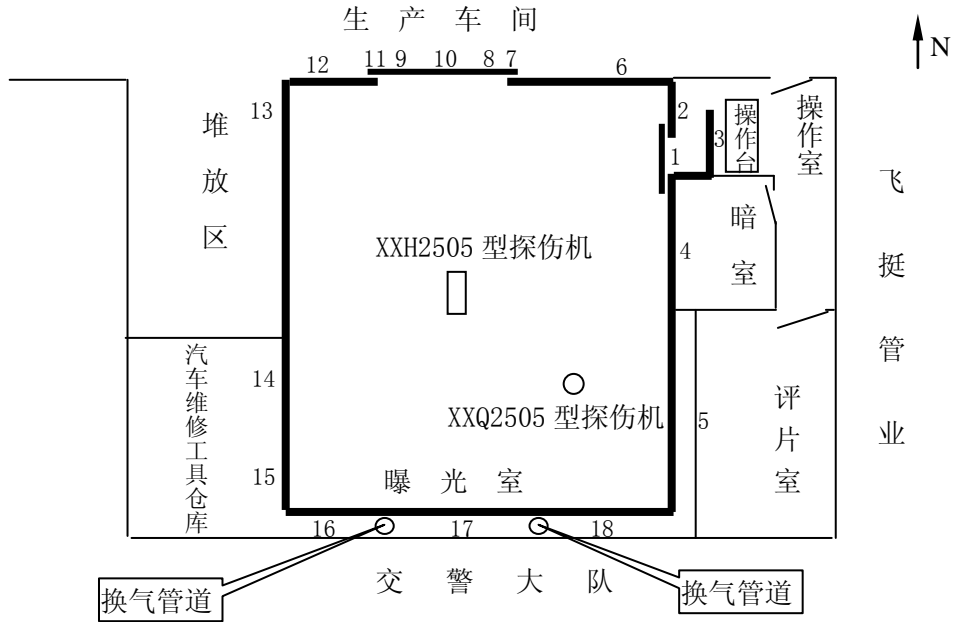 生产车间
N
12
11
9
10
8
7
6
13
堆放区
2
3
操作台
操作室
1
飞挺管业
暗室
4
XXH2505 型探伤机
汽车维修工具仓库
14
XXQ2505 型探伤机
5
评片室
15
曝光室
16
17
18
换气管道
交警大队
换气管道